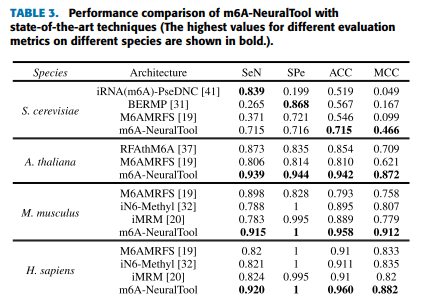 TABLE 3. Performance comparison of m6A-NeuralTool with
state-of-the-art techniques (The highest values for different evaluation
metrics on different species are shown in bold.).
Species Architecture SeN SPe ACC MCC
S. cerevisiae
iRNA(m6A)-PseDNC [41] 0.839 0.199 0.519 0.049
BERMP [31] 0.265 0.868 0.567 0.167
M6AMRFS [19] 0.371 0.721 0.546 0.099
m6A-NeuralTool 0.715 0.716 0.715 0.466
A. thaliana
RFAthM6A [37] 0.873 0.835 0.854 0.709
M6AMRFS [19] 0.806 0.814 0.810 0.621
m6A-NeuralTool 0.939 0.944 0.942 0.872
M. musculus
M6AMRFS [19] 0.898 0.828 0.793 0.758
iN6-Methyl [32] 0.788 1 0.895 0.807
iMRM [20] 0.783 0.995 0.889 0.779
m6A-NeuralTool 0.915 1 0.958 0.912
H. sapiens
M6AMRFS [19] 0.82 1 0.91 0.833
iN6-Methyl [32] 0.821 1 0.911 0.835
iMRM [20] 0.824 0.995 0.91 0.82
m6A-NeuralTool 0.920 1 0.960 0.882